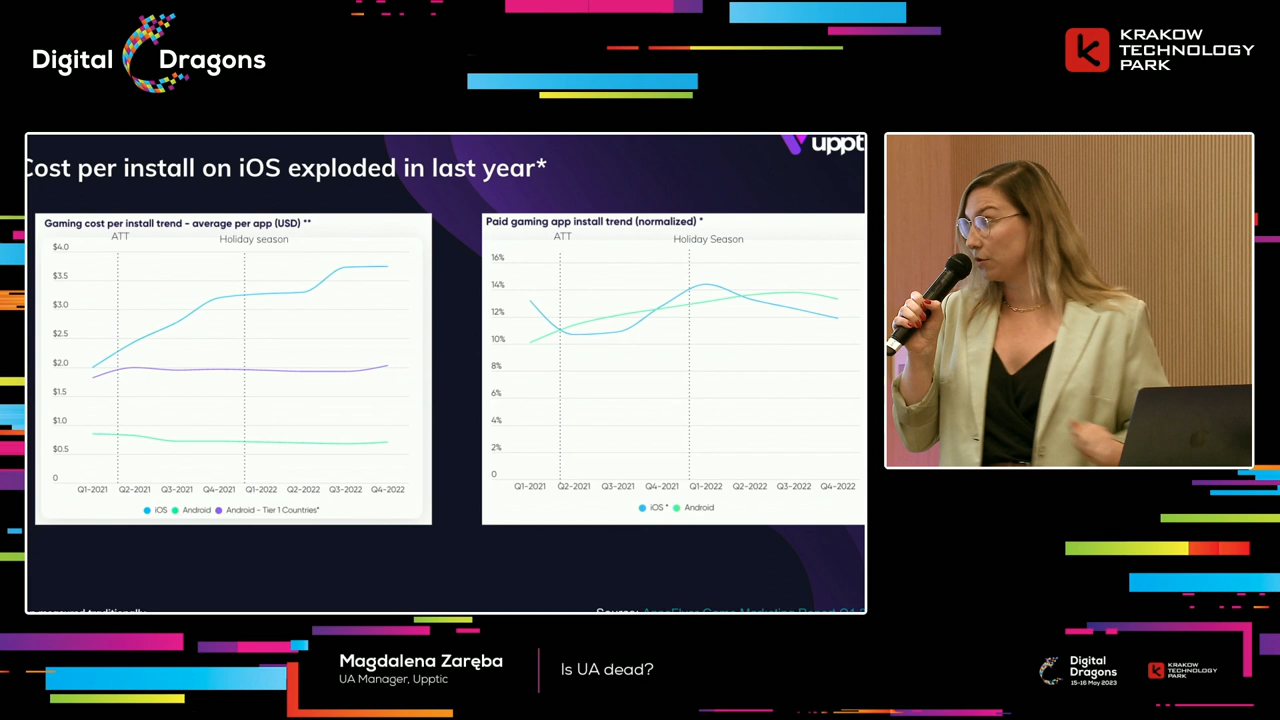 Digital Dragons
KRAKOW
TECHNOLOGY
PARK
uppt
Cost per install on iOS exploded in last year*
Gaming cost per install trend - average per app (USD) **
ATT
Holiday season
$4.0
$3.5
$3.0
$2.5
$2.0
$1.5
$1.0
$0.5
0
Q1-2021 Q2-2021 Q3-2021 Q4-2021 Q1-2022 Q2-2022 Q3-2022 Q4-2022
iOS Android Android - Tier 1 Countries*
Paid gaming app install trend (normalized) *
ATT
Holiday Season
16%
14%
12%
10%
8%
6%
4%
2%
0
Q1-2021 Q2-2021 Q3-2021 Q4-2021 Q1-2022 Q2-2022 Q3-2022 Q4-2022
iOS * Android
Magdalena Zaręba
UA Manager, Upptic
Is UA dead?
Digital
Dragons
15-16 May 2023
KRAKOW
TECHNOLOGY
PARK